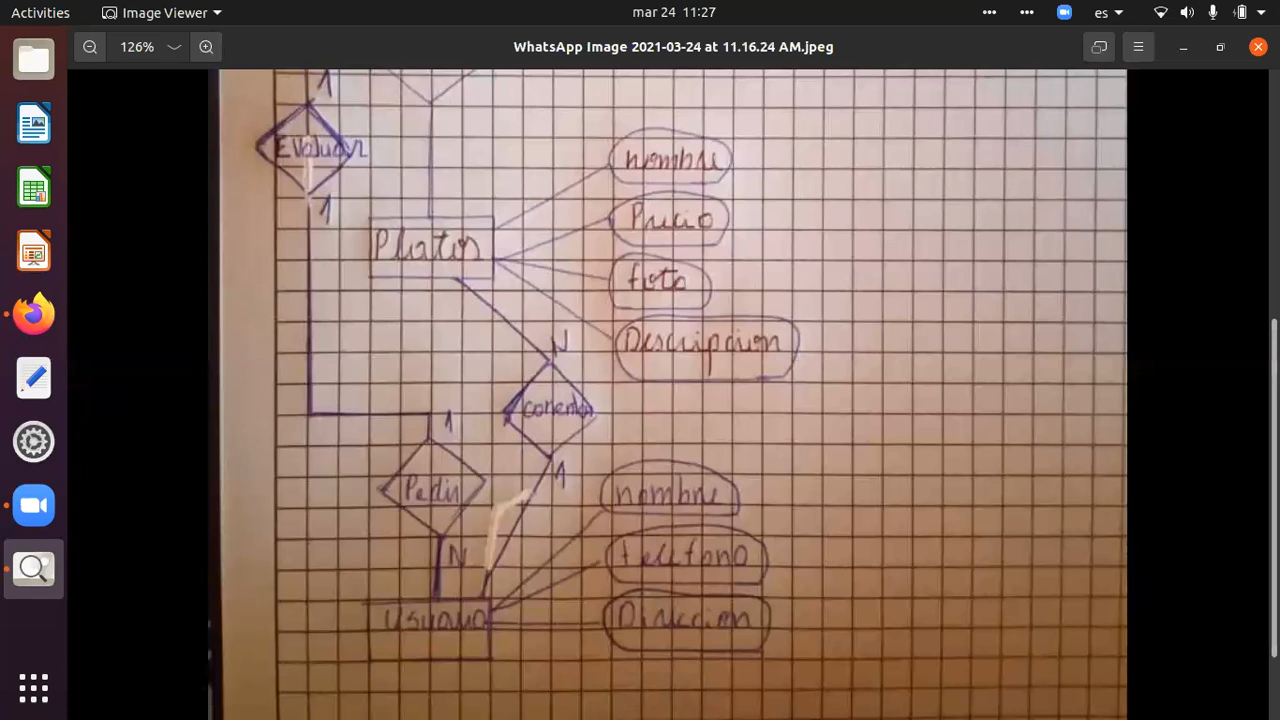 Activities
Image Viewer
mar 24 11:27
es
126%
WhatsApp Image 2021-03-24 at 11.16.24 AM.jpeg
1
Evaluar
1
nombre
Platos
Precio
foto
N
Descripcion
comentar
1
1
Pedir
nombre
N
telefono
Usuario
Direccion